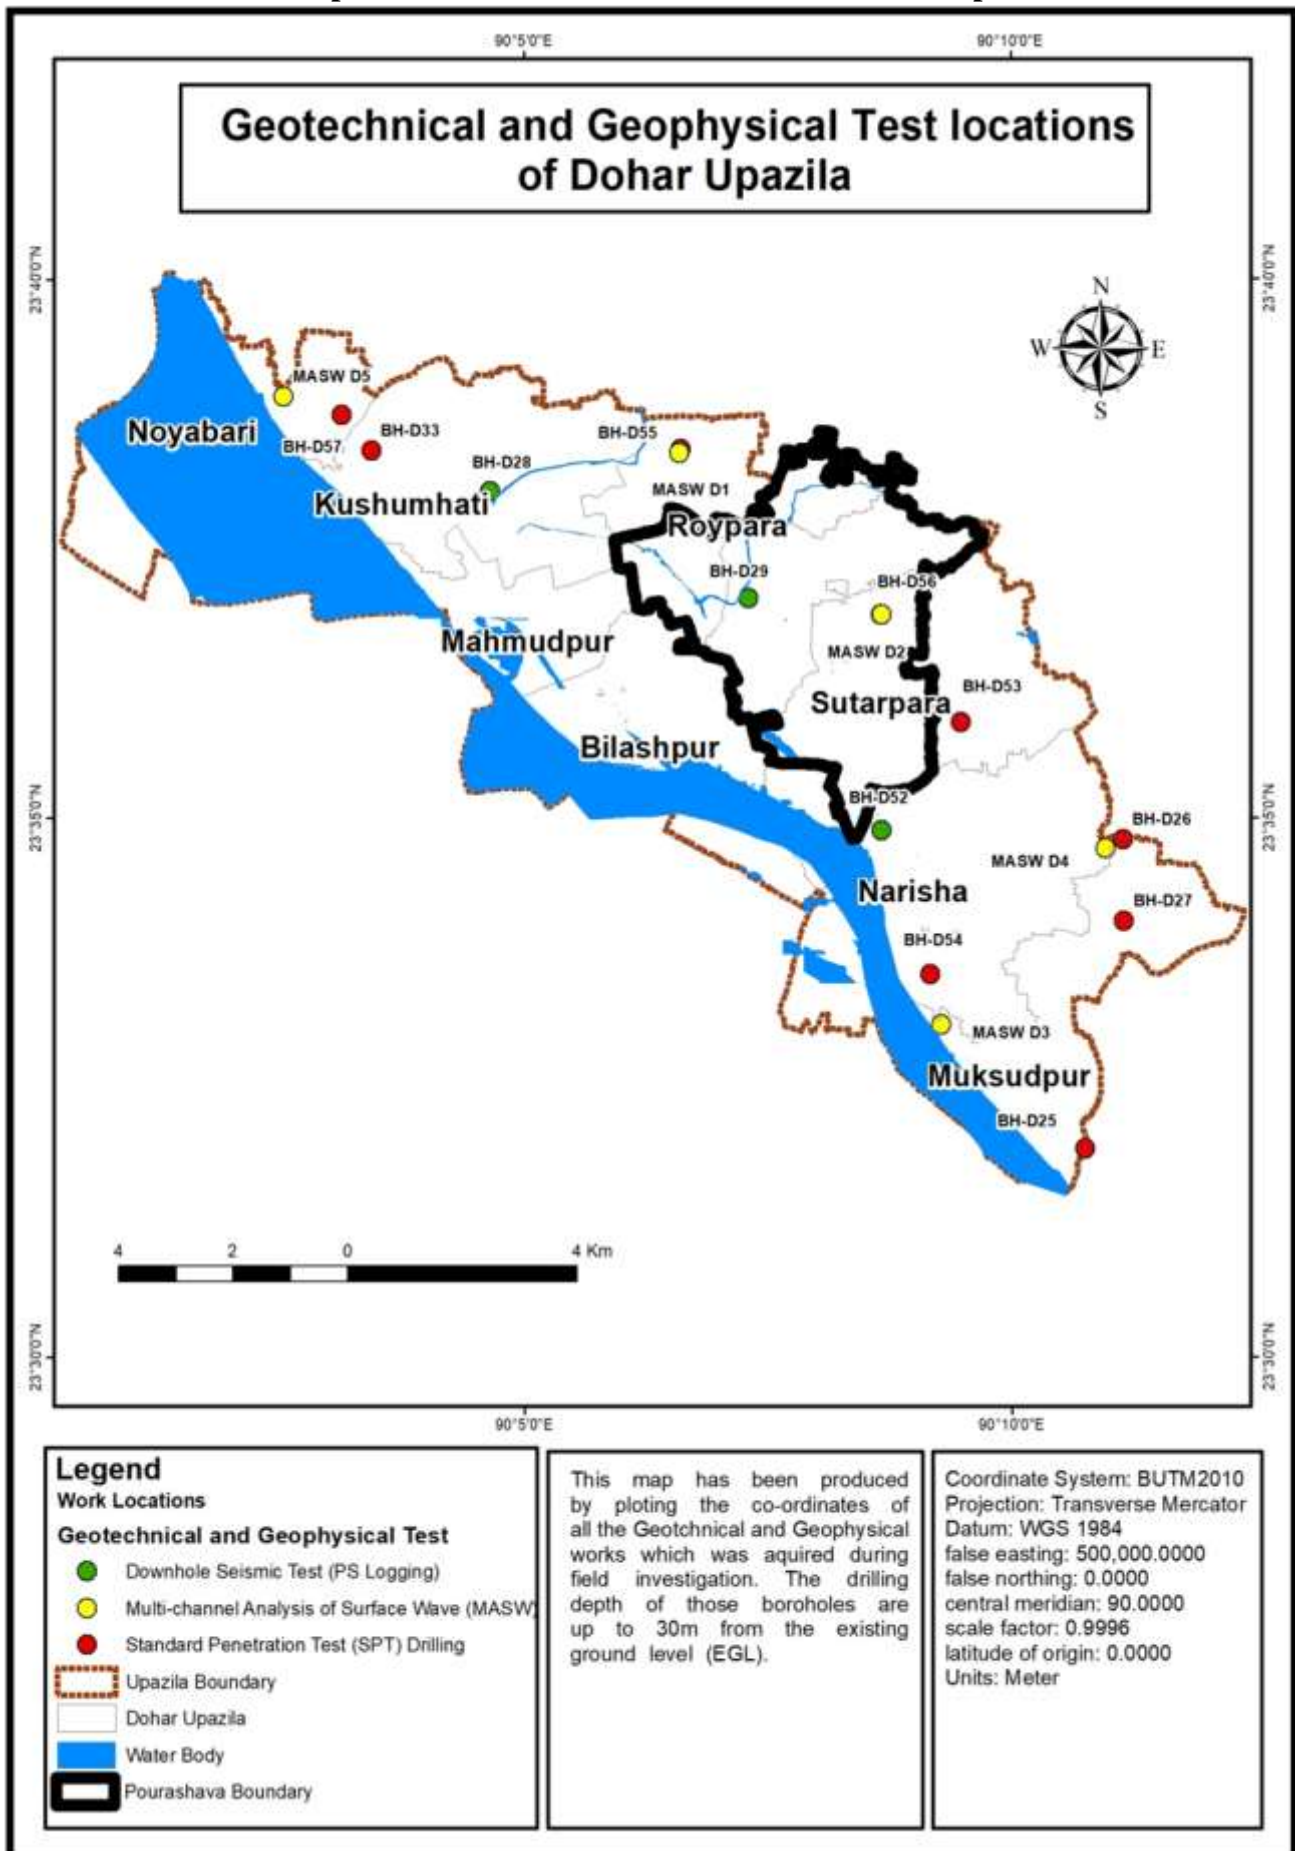 90°5'0"E
90°10'0"E
Geotechnical and Geophysical Test locations
of Dohar Upazila
23°40'0"N
23°40'0"N
N
W
E
S
MASW D5
Noyabari
BH-D57
BH-D33
BH-D55
BH-D28
MASW D1
Kushumhati
Roypara
BH-D29
BH-D56
Mahmudpur
MASW D2
BH-D53
Sutarpara
Bilashpur
BH-D52
23°35'0"N
23°35'0"N
BH-D26
MASW D4
Narisha
BH-D27
BH-D54
MASW D3
Muksudpur
BH-D25
4
2
0
4 Km
23°30'0"N
23°30'0"N
90°5'0"E
90°10'0"E
Legend
Work Locations
Geotechnical and Geophysical Test
Downhole Seismic Test (PS Logging)
Multi-channel Analysis of Surface Wave (MASW)
Standard Penetration Test (SPT) Drilling
Upazila Boundary
Dohar Upazila
Water Body
Pourashava Boundary
This map has been produced
by ploting the co-ordinates of
all the Geotchnical and Geophysical
works which was aquired during
field investigation. The drilling
depth of those boroholes are
up to 30m from the existing
ground level (EGL).
Coordinate System: BUTM2010
Projection: Transverse Mercator
Datum: WGS 1984
false easting: 500,000.0000
false northing: 0.0000
central meridian: 90.0000
scale factor: 0.9996
latitude of origin: 0.0000
Units: Meter